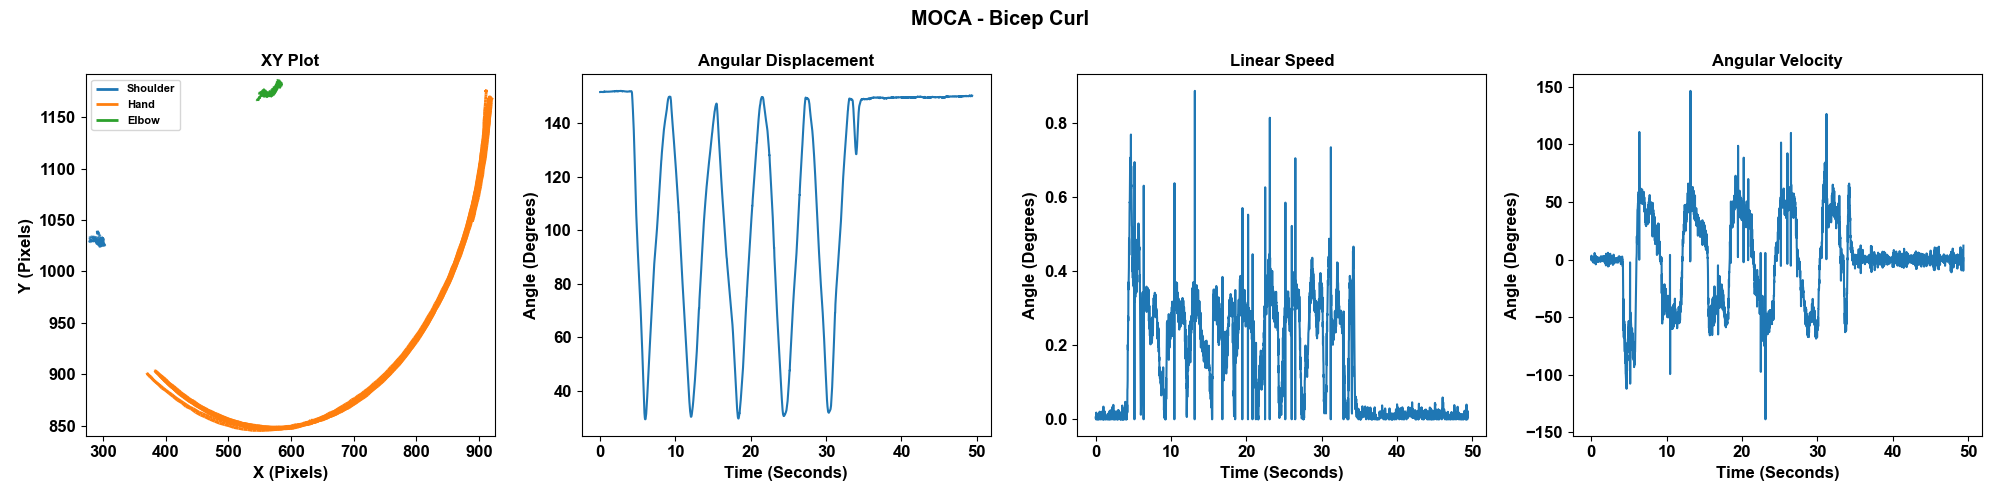 MOCA - Bicep Curl
XY Plot
Shoulder
Hand
Elbow
Y (Pixels)
1150
1100
1050
1000
950
900
850
300 400 500 600 700 800 900
X (Pixels)
Angular Displacement
Angle (Degrees)
140
120
100
80
60
40
0 10 20 30 40 50
Time (Seconds)
Linear Speed
Angle (Degrees)
0.8
0.6
0.4
0.2
0.0
0 10 20 30 40 50
Time (Seconds)
Angular Velocity
Angle (Degrees)
150
100
50
0
−50
−100
−150
0 10 20 30 40 50
Time (Seconds)